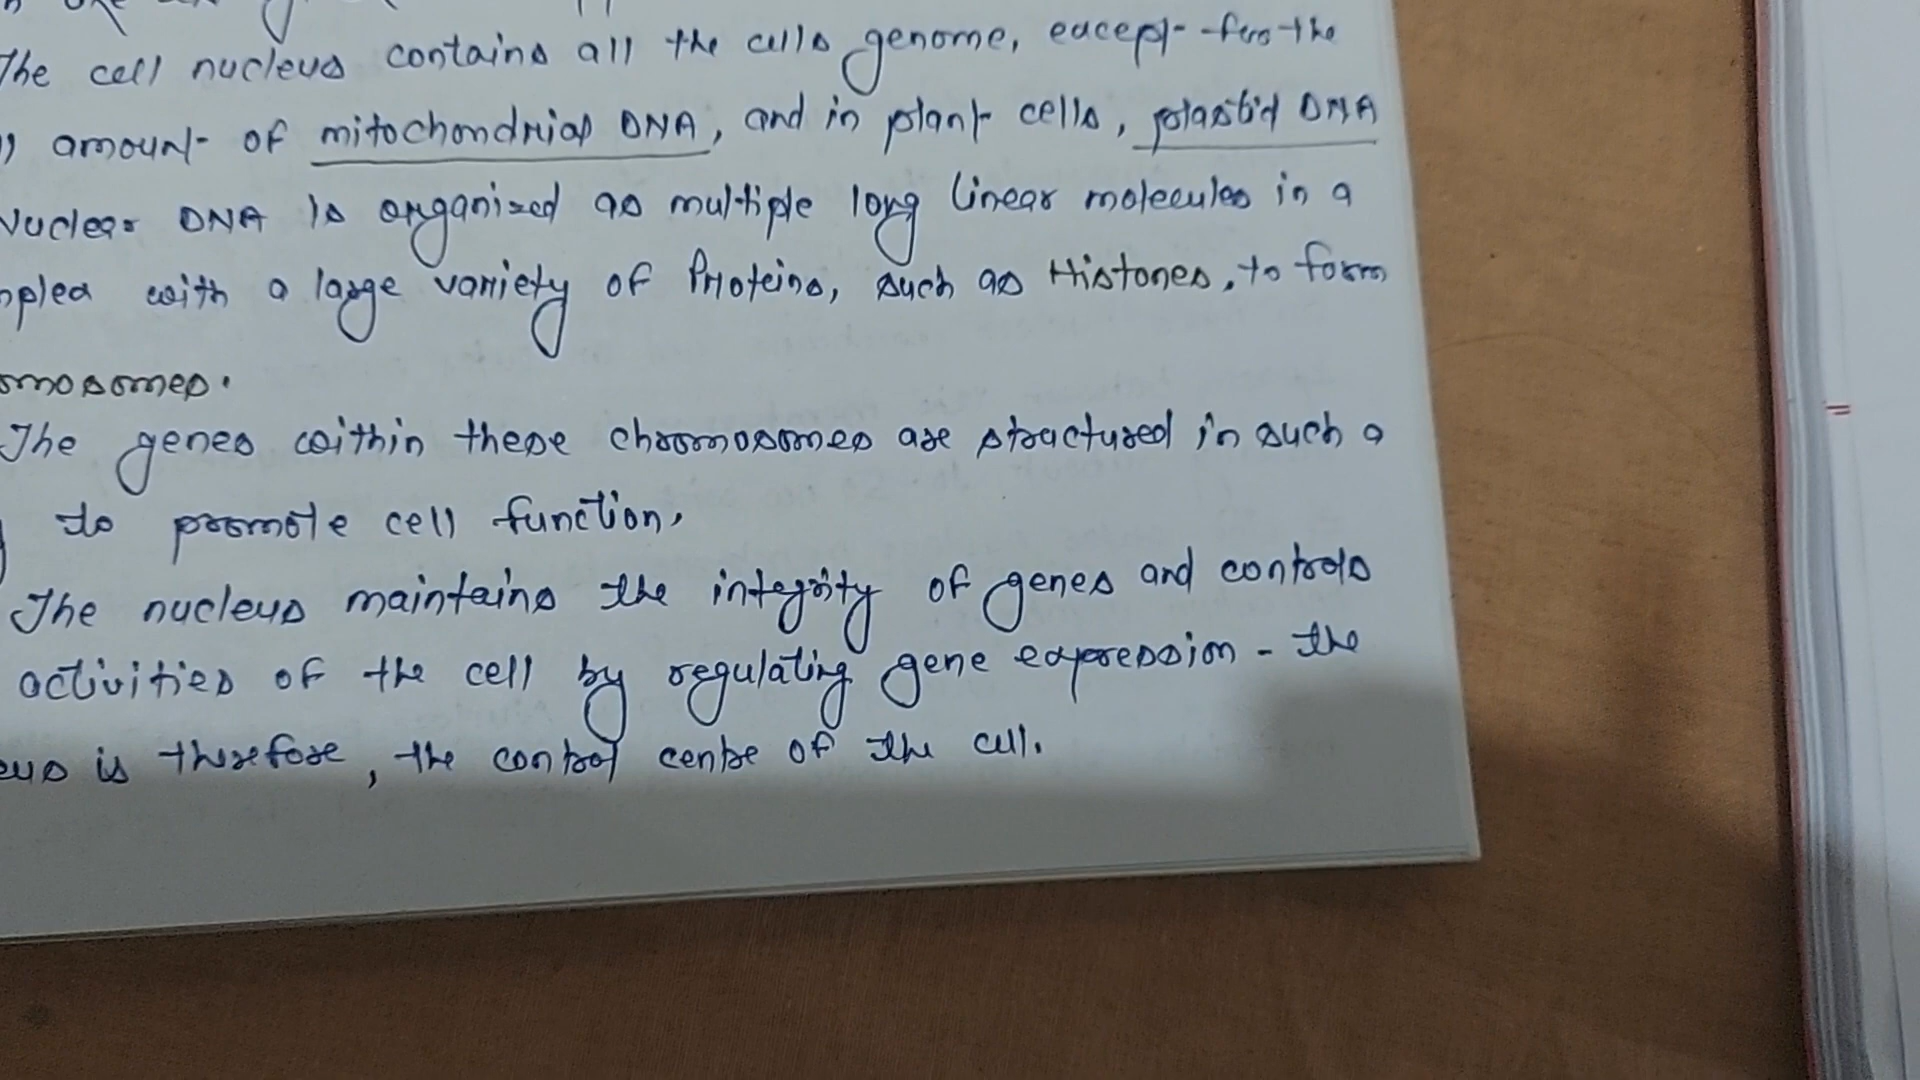 The cell nucleus contains all the cells genome, except for the
amount of mitochondrial DNA, and in plant cells, plastid DNA
Nuclear DNA is organized as multiple long linear molecules in a
with a large variety of Proteins, such as Histones, to form
omosomes.
The genes within these chromosomes are structured in such a
to promote cell function.
The nucleus maintains the integrity of genes and controls
activities of the cell by regulating gene expression - the
eus is therefore, the control centre of the cell.